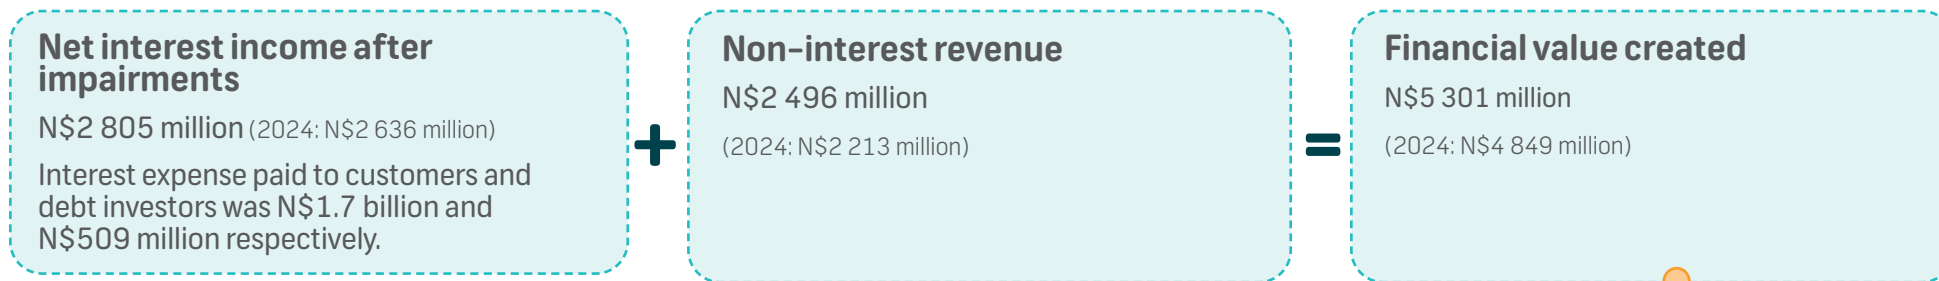 Net interest income after
impairments
N$2 805 million (2024: N$2 636 million)
Interest expense paid to customers and
debt investors was N$1.7 billion and
N$509 million respectively.
+
Non-interest revenue
N$2 496 million
(2024: N$2 213 million)
=
Financial value created
N$5 301 million
(2024: N$4 849 million)